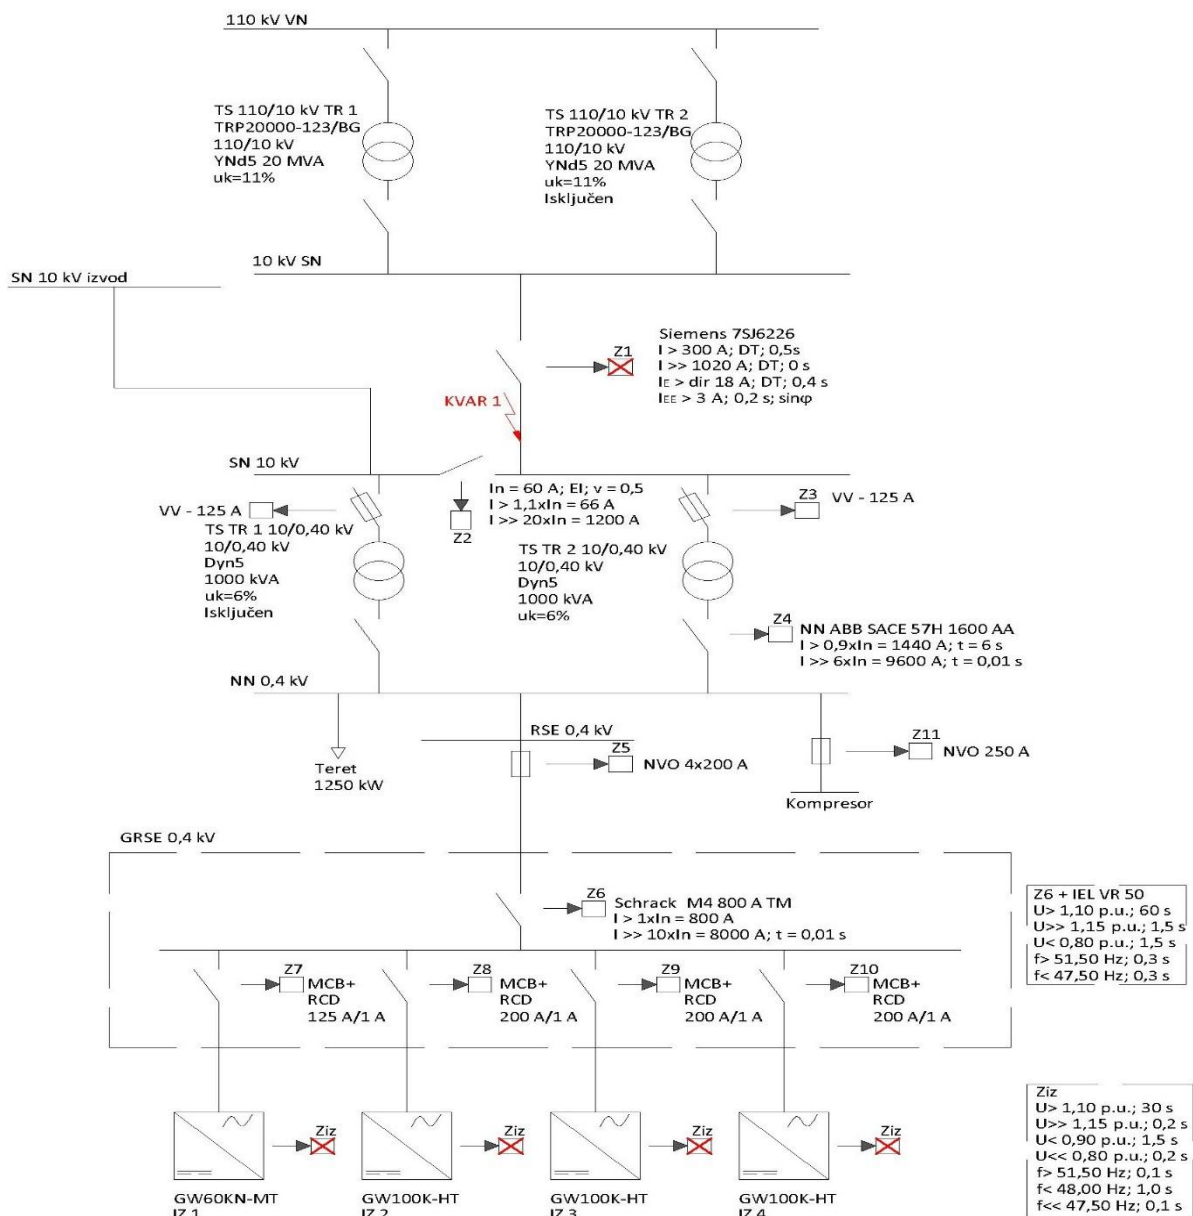 110 kV VN
TS 110/10 kV TR 1
TRP20000-123/BG
110/10 kV
YNd5 20 MVA
uk=11%
TS 110/10 kV TR 2
TRP20000-123/BG
110/10 kV
YNd5 20 MVA
uk=11%
Isključen
10 kV SN
SN 10 kV izvod
Z1
Siemens 7SJ6226
I > 300 A; DT; 0,5s
I >> 1020 A; DT; 0 s
IE > dir 18 A; DT; 0,4 s
IEE > 3 A; 0,2 s; sinφ
KVAR 1
SN 10 kV
VV - 125 A
TS TR 1 10/0,40 kV
10/0,40 kV
Dyn5
1000 kVA
uk=6%
Isključen
Z2
In = 60 A; EI; v = 0,5
I > 1,1xIn = 66 A
I >> 20xIn = 1200 A
TS TR 2 10/0,40 kV
10/0,40 kV
Dyn5
1000 kVA
uk=6%
Z3
VV - 125 A
Z4
NN ABB SACE 57H 1600 AA
I > 0,9xIn = 1440 A; t = 6 s
I >> 6xIn = 9600 A; t = 0,01 s
NN 0,4 kV
Teret
1250 kW
RSE 0,4 kV
Z5
NVO 4x200 A
Z11
NVO 250 A
Kompresor
GRSE 0,4 kV
Z6
Schrack M4 800 A TM
I > 1xIn = 800 A
I >> 10xIn = 8000 A; t = 0,01 s
Z6 + IEL VR 50
U> 1,10 p.u.; 60 s
U>> 1,15 p.u.; 1,5 s
U< 0,80 p.u.; 1,5 s
f> 51,50 Hz; 0,3 s
f< 47,50 Hz; 0,3 s
Z7
MCB+
RCD
125 A/1 A
Z8
MCB+
RCD
200 A/1 A
Z9
MCB+
RCD
200 A/1 A
Z10
MCB+
RCD
200 A/1 A
Ziz
Ziz
Ziz
Ziz
GW60KN-MT
IZ 1
GW100K-HT
IZ 2
GW100K-HT
IZ 3
GW100K-HT
IZ 4
Ziz
U> 1,10 p.u.; 30 s
U>> 1,15 p.u.; 0,2 s
U< 0,90 p.u.; 1,5 s
U<< 0,80 p.u.; 0,2 s
f> 51,50 Hz; 0,1 s
f< 48,00 Hz; 1,0 s
f<< 47,50 Hz; 0,1 s